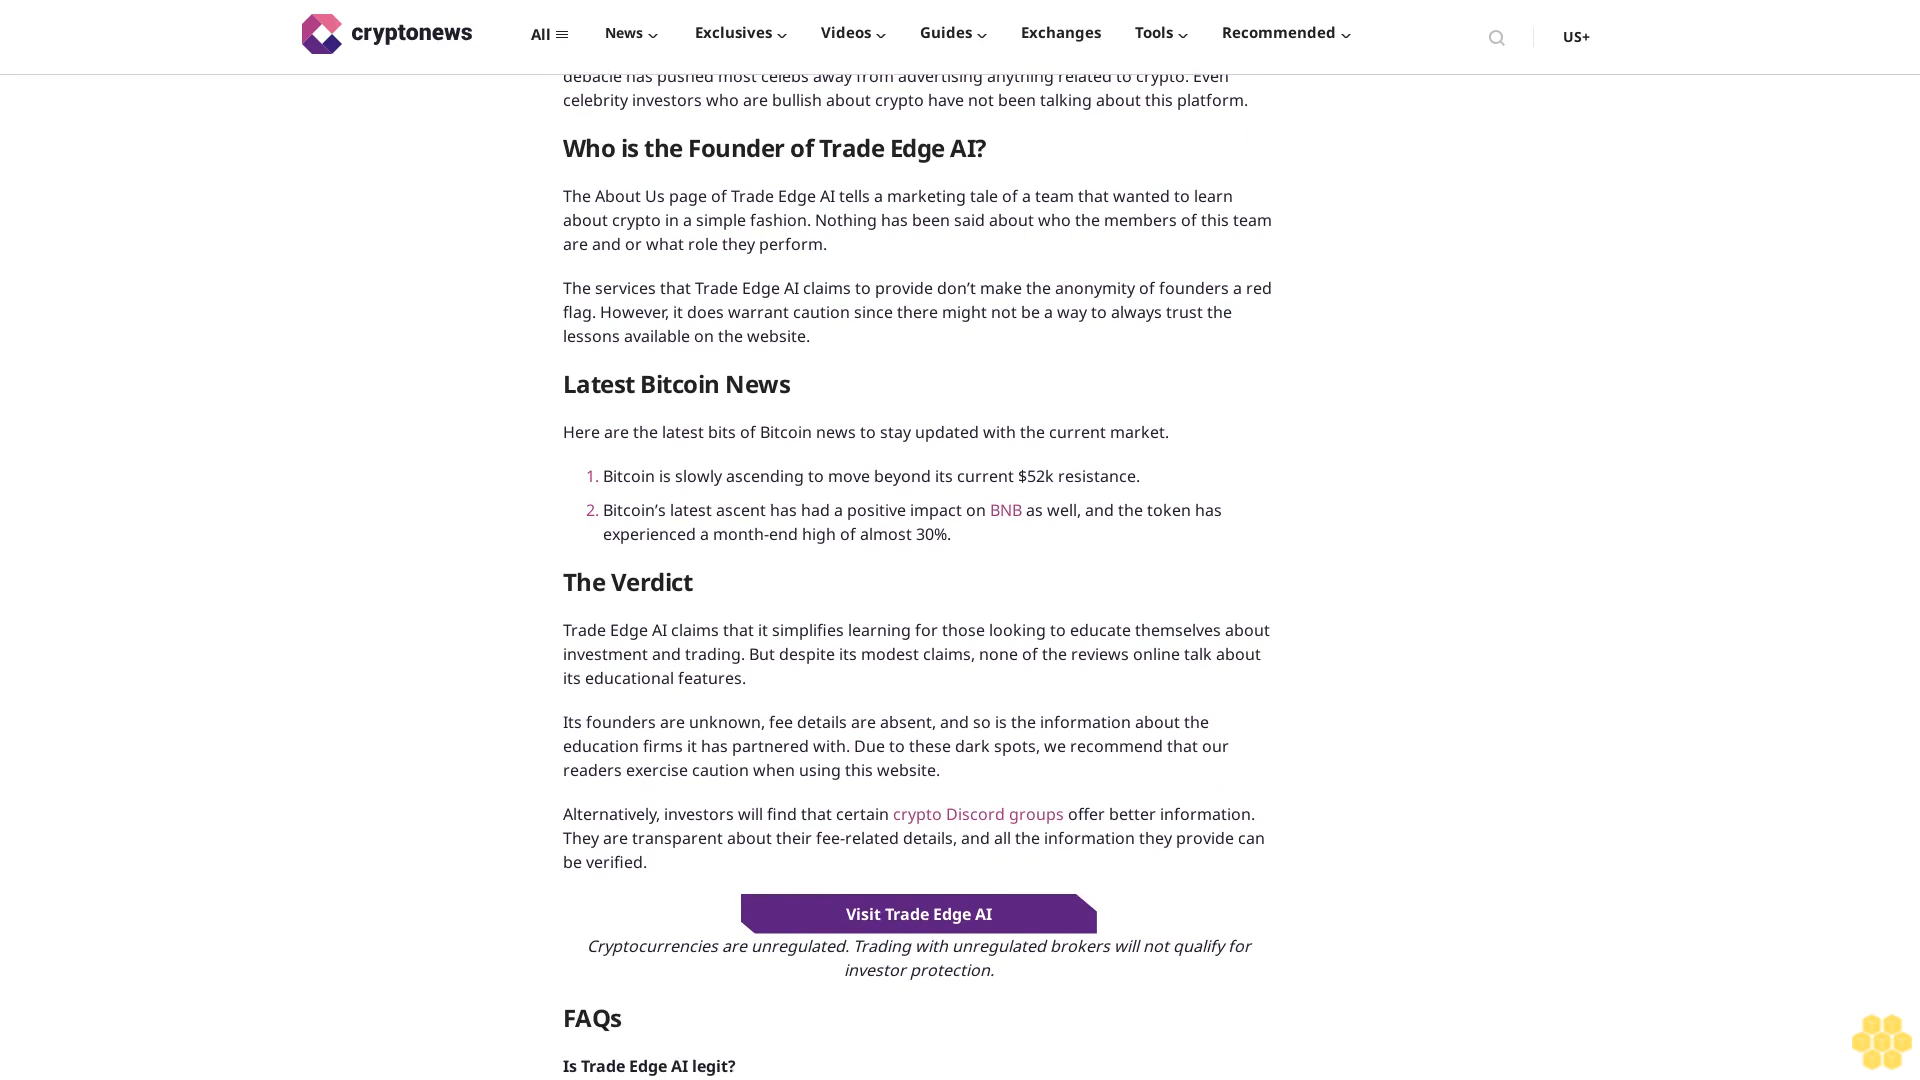 cryptonews
All
News
Exclusives
Videos
Guides
Exchanges
Tools
Recommended
US+
debacle has pushed most celebs away from advertising anything related to crypto. Even
celebrity investors who are bullish about crypto have not been talking about this platform.
Who is the Founder of Trade Edge AI?
The About Us page of Trade Edge AI tells a marketing tale of a team that wanted to learn
about crypto in a simple fashion. Nothing has been said about who the members of this team
are and or what role they perform.
The services that Trade Edge AI claims to provide don’t make the anonymity of founders a red
flag. However, it does warrant caution since there might not be a way to always trust the
lessons available on the website.
Latest Bitcoin News
Here are the latest bits of Bitcoin news to stay updated with the current market.
1. Bitcoin is slowly ascending to move beyond its current $52k resistance.
2. Bitcoin’s latest ascent has had a positive impact on BNB as well, and the token has
experienced a month-end high of almost 30%.
The Verdict
Trade Edge AI claims that it simplifies learning for those looking to educate themselves about
investment and trading. But despite its modest claims, none of the reviews online talk about
its educational features.
Its founders are unknown, fee details are absent, and so is the information about the
education firms it has partnered with. Due to these dark spots, we recommend that our
readers exercise caution when using this website.
Alternatively, investors will find that certain crypto Discord groups offer better information.
They are transparent about their fee-related details, and all the information they provide can
be verified.
Visit Trade Edge AI
Cryptocurrencies are unregulated. Trading with unregulated brokers will not qualify for
investor protection.
FAQs
Is Trade Edge AI legit?